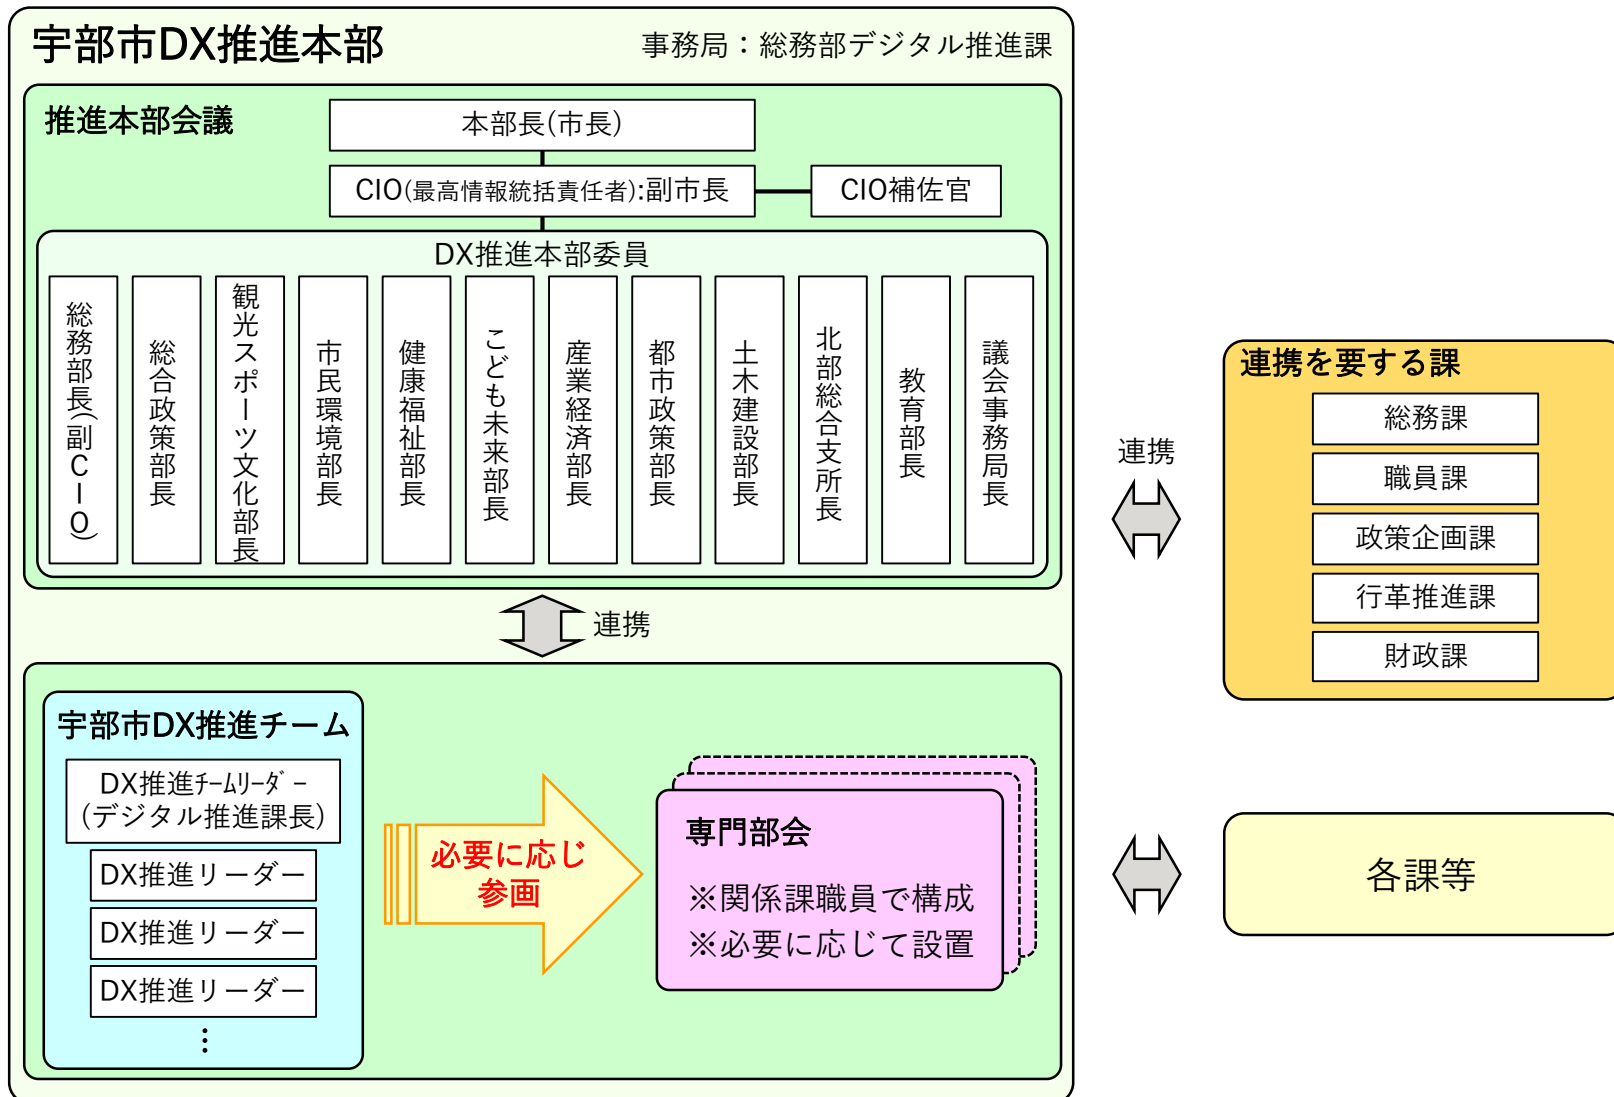 宇部市DX推進本部
事務局：総務部デジタル推進課
推進本部会議
本部長(市長)
CIO(最高情報統括責任者):副市長
CIO補佐官
DX推進本部委員
総務部長(副CIO)
総合政策部長
観光スポーツ文化部長
市民環境部長
健康福祉部長
こども未来部長
産業経済部長
都市政策部長
土木建設部長
北部総合支所長
教育部長
議会事務局長
連携
連携を要する課
総務課
職員課
政策企画課
行革推進課
財政課
連携
宇部市DX推進チーム
DX推進ﾁｰﾑﾘｰﾀﾞｰ
(デジタル推進課長)
DX推進リーダー
DX推進リーダー
DX推進リーダー
⋮
必要に応じ
参画
専門部会
※関係課職員で構成
※必要に応じて設置
各課等